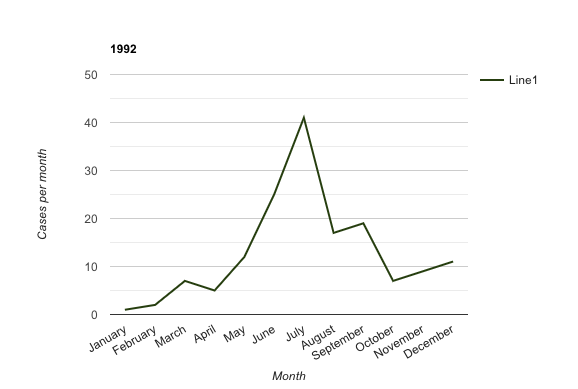 1992
50
Line1
40
30
20
10
0
Cases per month
January
February
March
April
May
June
July
August
September
October
November
December
Month